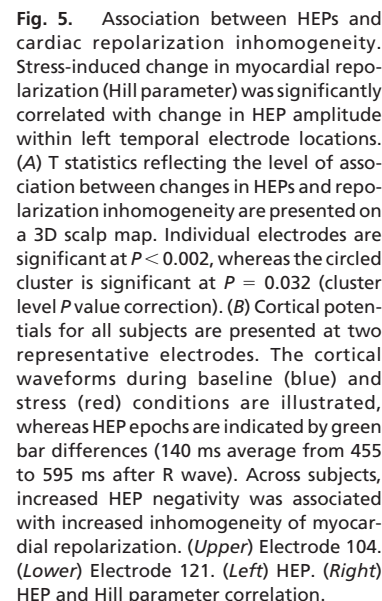 Fig. 5. Association between HEPs and
cardiac repolarization inhomogeneity.
Stress-induced change in myocardial repo-
larization (Hill parameter) was significantly
correlated with change in HEP amplitude
within left temporal electrode locations.
(A) T statistics reflecting the level of asso-
ciation between changes in HEPs and repo-
larization inhomogeneity are presented on
a 3D scalp map. Individual electrodes are
significant at P < 0.002, whereas the circled
cluster is significant at P = 0.032 (cluster
level P value correction). (B) Cortical poten-
tials for all subjects are presented at two
representative electrodes. The cortical
waveforms during baseline (blue) and
stress (red) conditions are illustrated,
whereas HEP epochs are indicated by green
bar differences (140 ms average from 455
to 595 ms after R wave). Across subjects,
increased HEP negativity was associated
with increased inhomogeneity of myocar-
dial repolarization. (Upper) Electrode 104.
(Lower) Electrode 121. (Left) HEP. (Right)
HEP and Hill parameter correlation.